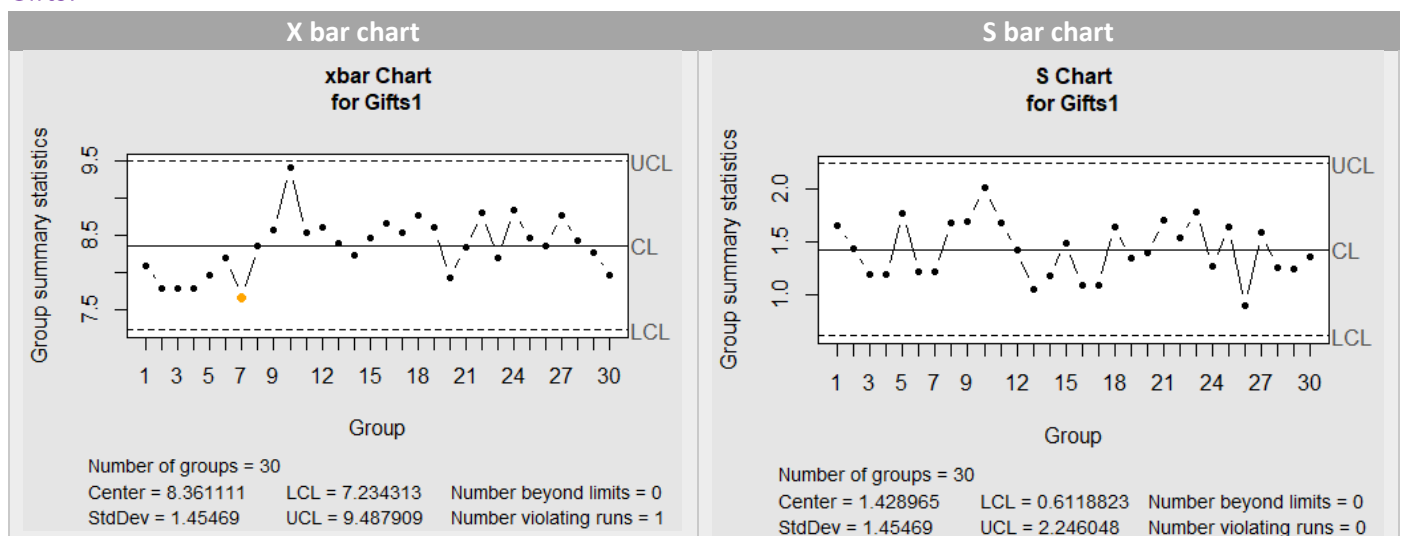 X bar chart
S bar chart
xbar Chart
for Gifts1
Group summary statistics
9.5
8.5
7.5
UCL
CL
LCL
1 3 5 7 9 12 15 18 21 24 27 30
Group
Number of groups = 30
Center = 8.361111 LCL = 7.234313 Number beyond limits = 0
StdDev = 1.45469 UCL = 9.487909 Number violating runs = 1
S Chart
for Gifts1
Group summary statistics
2.0
1.5
1.0
UCL
CL
LCL
1 3 5 7 9 12 15 18 21 24 27 30
Group
Number of groups = 30
Center = 1.428965 LCL = 0.6118823 Number beyond limits = 0
StdDev = 1.45469 UCL = 2.246048 Number violating runs = 0